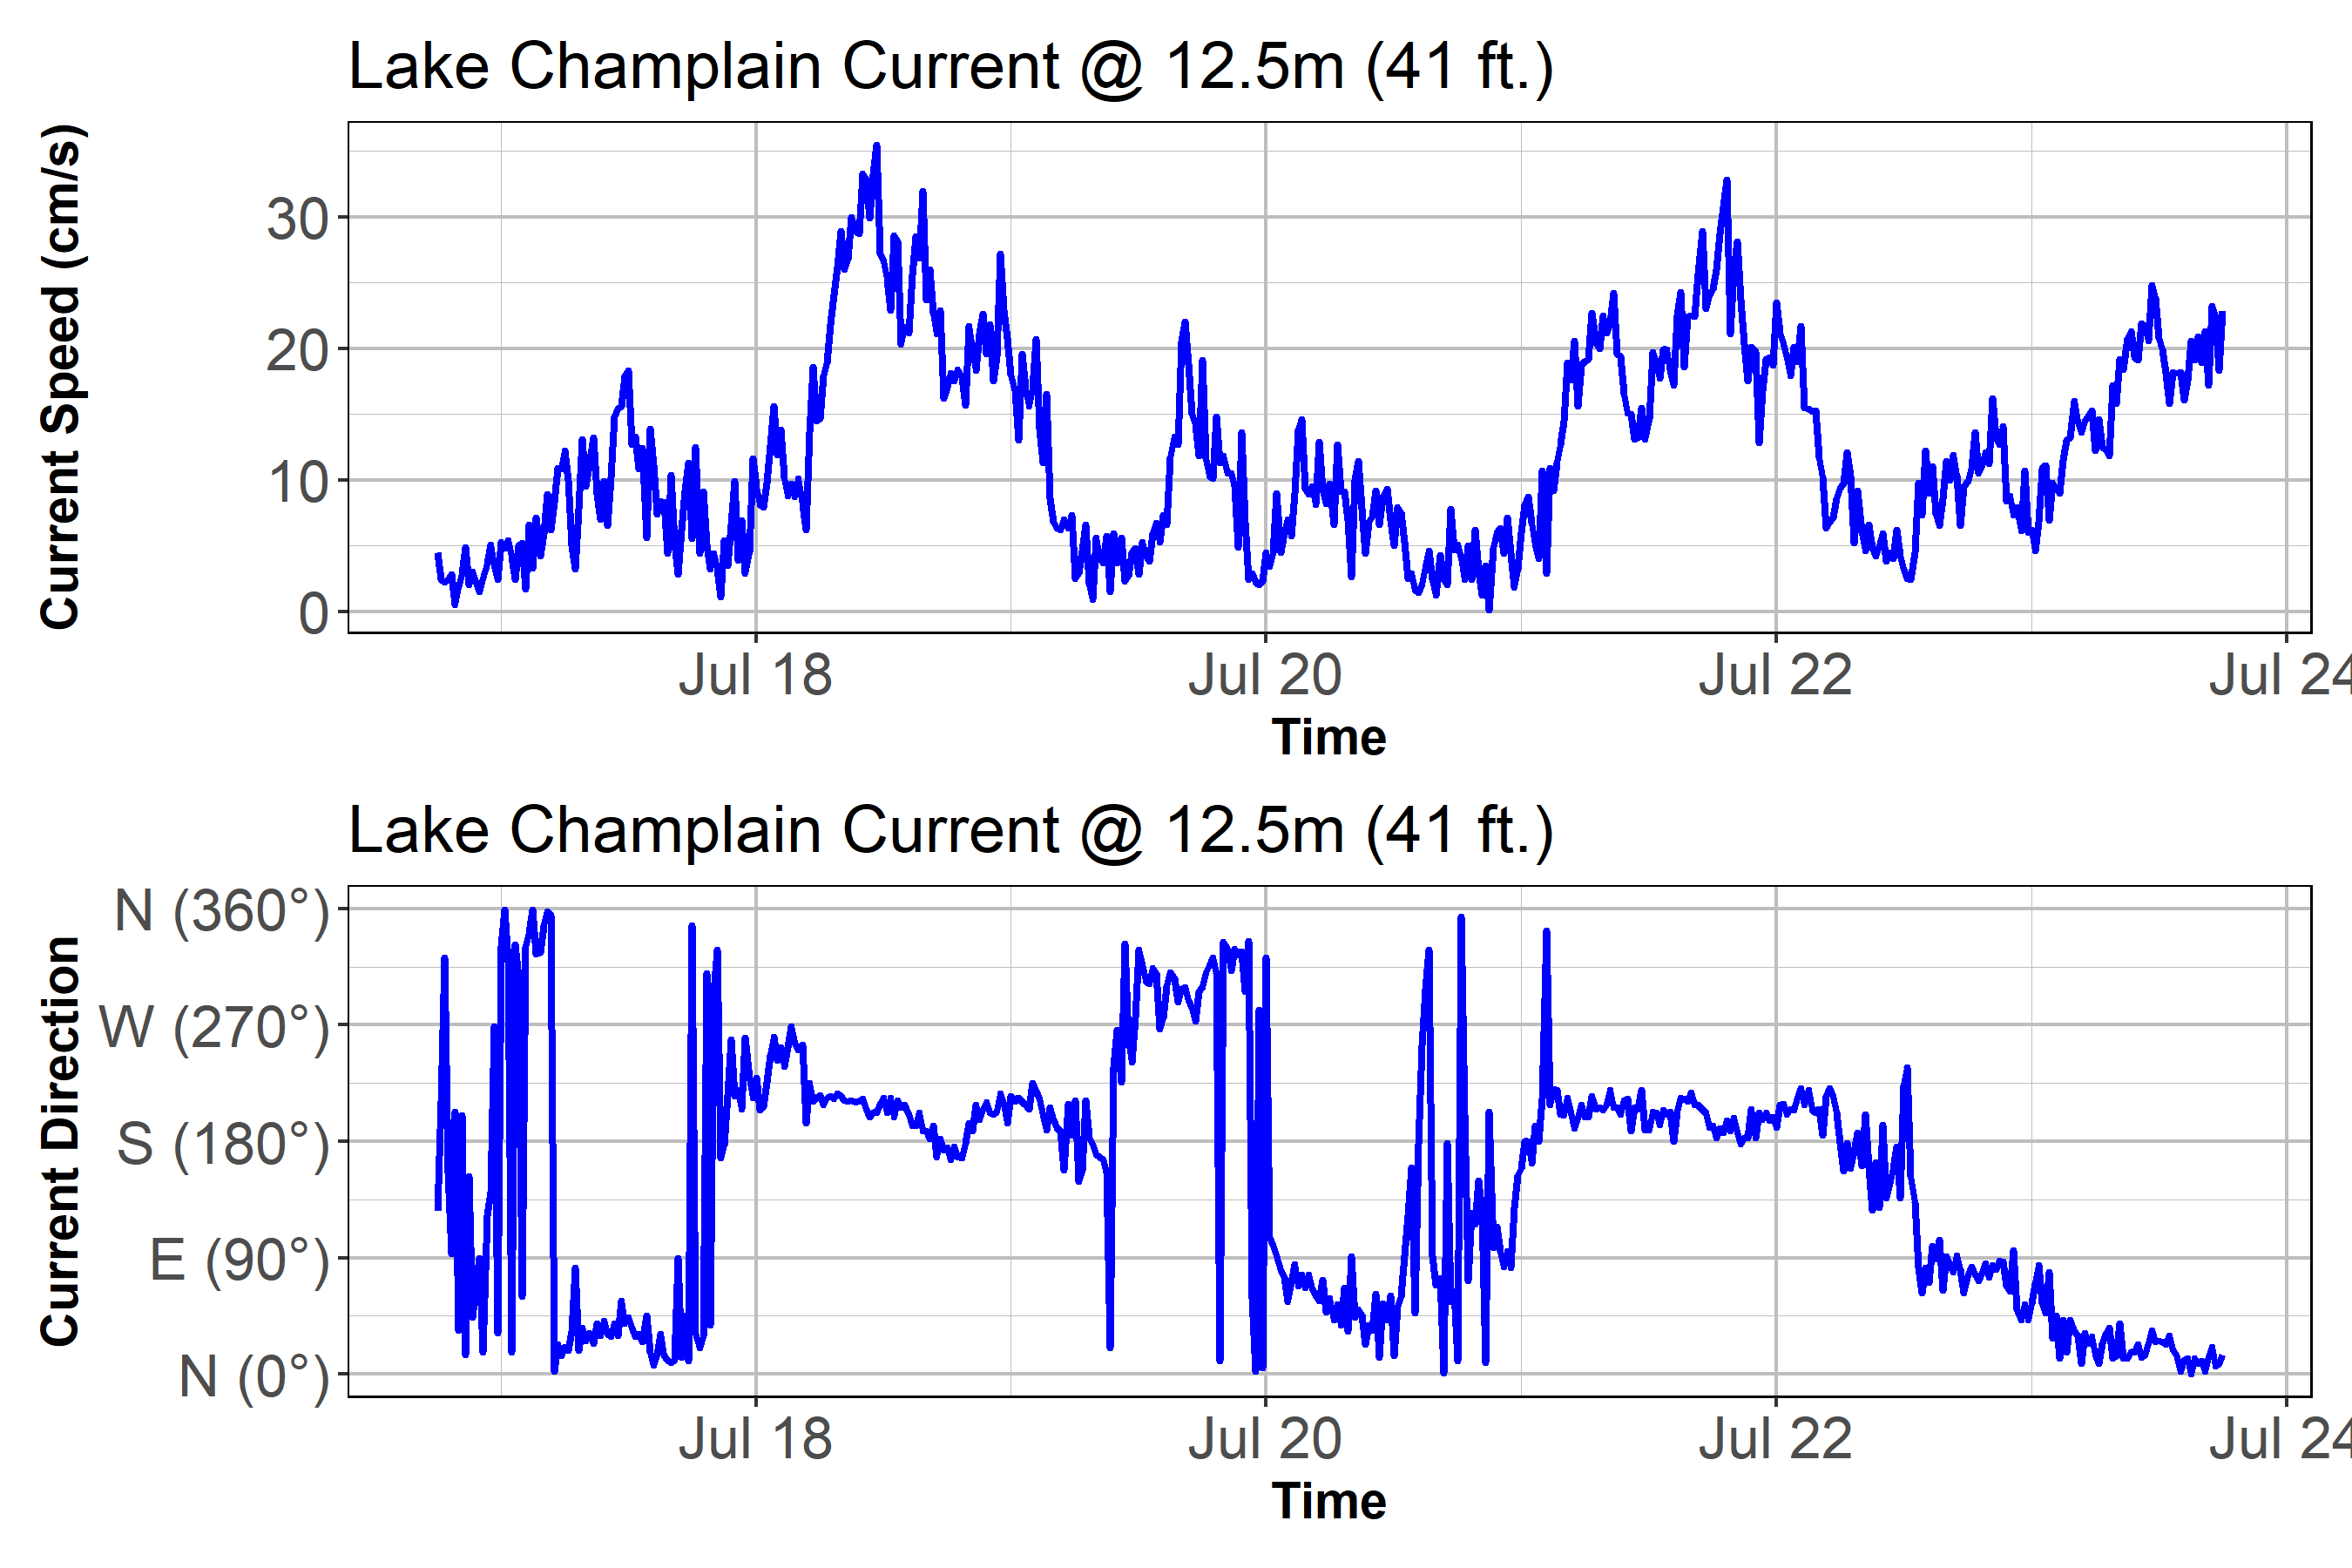 Lake Champlain Current @ 12.5m (41 ft.)
Current Speed (cm/s)
30
20
10
0
Jul 18 Jul 20 Jul 22 Jul 24
Time
Lake Champlain Current @ 12.5m (41 ft.)
Current Direction
N (360°)
W (270°)
S (180°)
E (90°)
N (0°)
Jul 18 Jul 20 Jul 22 Jul 24
Time